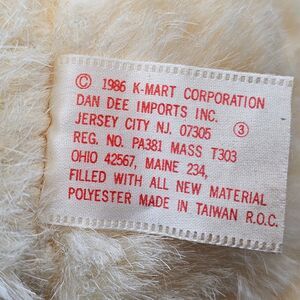 © 1986 K-MART CORPORATION
DAN DEE IMPORTS INC.
JERSEY CITY NJ. 07305 ③
REG. NO. PA381 MASS T303
OHIO 42567, MAINE 234,
FILLED WITH ALL NEW MATERIAL
POLYESTER MADE IN TAIWAN R.O.C.